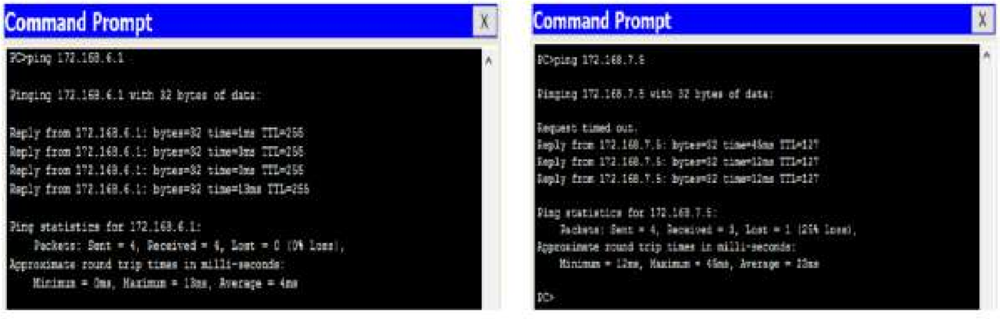 Command Prompt
X
PC>ping 172.168.6.1
Pinging 172.168.6.1 with 32 bytes of data:
Reply from 172.168.6.1: bytes=32 time=1ms TTL=255
Reply from 172.168.6.1: bytes=32 time=0ms TTL=255
Reply from 172.168.6.1: bytes=32 time=3ms TTL=255
Reply from 172.168.6.1: bytes=32 time=13ms TTL=255
Ping statistics for 172.168.6.1:
Packets: Sent = 4, Received = 4, Lost = 0 (0% loss),
Approximate round trip times in milli-seconds:
Minimum = 0ms, Maximum = 13ms, Average = 4ms
Command Prompt
X
PC>ping 172.168.7.5
Pinging 172.168.7.5 with 32 bytes of data:
Request timed out.
Reply from 172.168.7.5: bytes=32 time=45ms TTL=127
Reply from 172.168.7.5: bytes=32 time=12ms TTL=127
Reply from 172.168.7.5: bytes=32 time=12ms TTL=127
Ping statistics for 172.168.7.5:
Packets: Sent = 4, Received = 3, Lost = 1 (25% loss),
Approximate round trip times in milli-seconds:
Minimum = 12ms, Maximum = 45ms, Average = 23ms
PC>